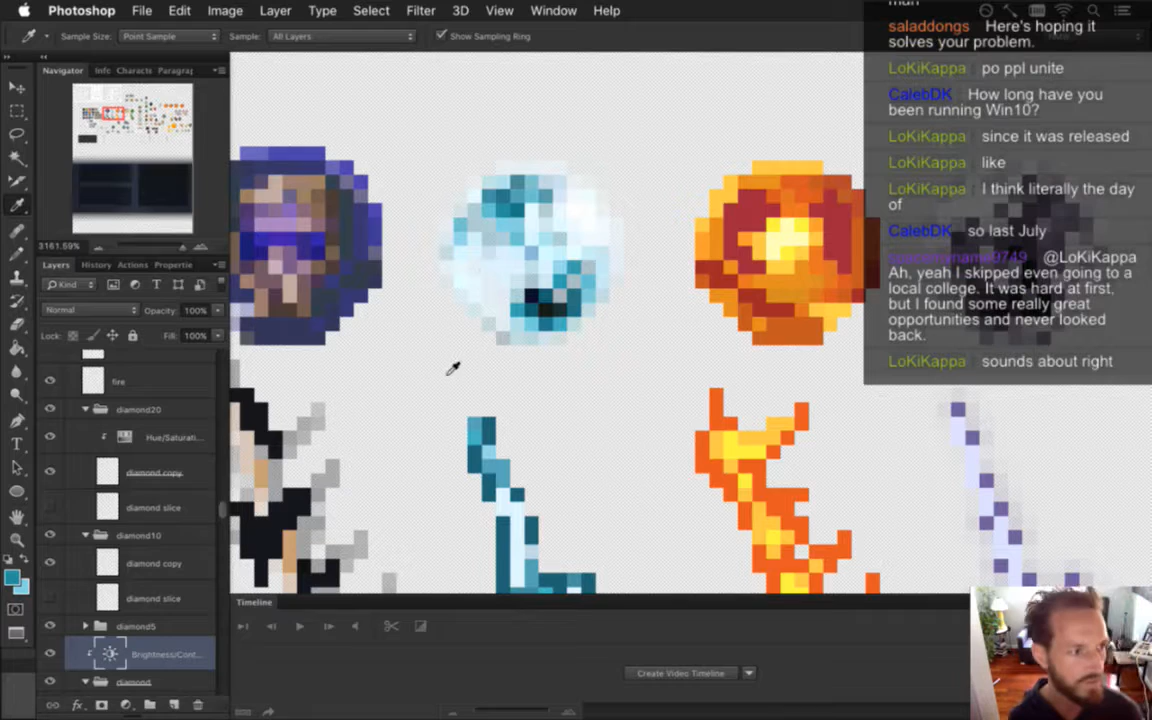 Photoshop File Edit Image Layer Type Select Filter 3D View Window Help
Sample Size: Point Sample Sample: All Layers Show Sampling Ring
Navigator Info Charact Paragraj
3161.59%
Layers History Actions Propertie
Kind
Normal Opacity: 100%
Lock: Fill: 100%
fire
diamond20
Hue/Saturati...
diamond copy
diamond slice
diamond10
diamond copy
diamond slice
diamond5
Brightness/Cont...
diamond
Timeline
Create Video Timeline
man
saladdongs Here's hoping it
solves your problem.
LoKiKappa po ppl unite
CalebDK How long have you
been running Win10?
LoKiKappa since it was released
LoKiKappa like
LoKiKappa I think literally the day
of
CalebDK so last July
@LoKiKappa
Ah, yeah I skipped even going to a
local college. It was hard at first,
but I found some really great
opportunities and never looked
back.
LoKiKappa sounds about right